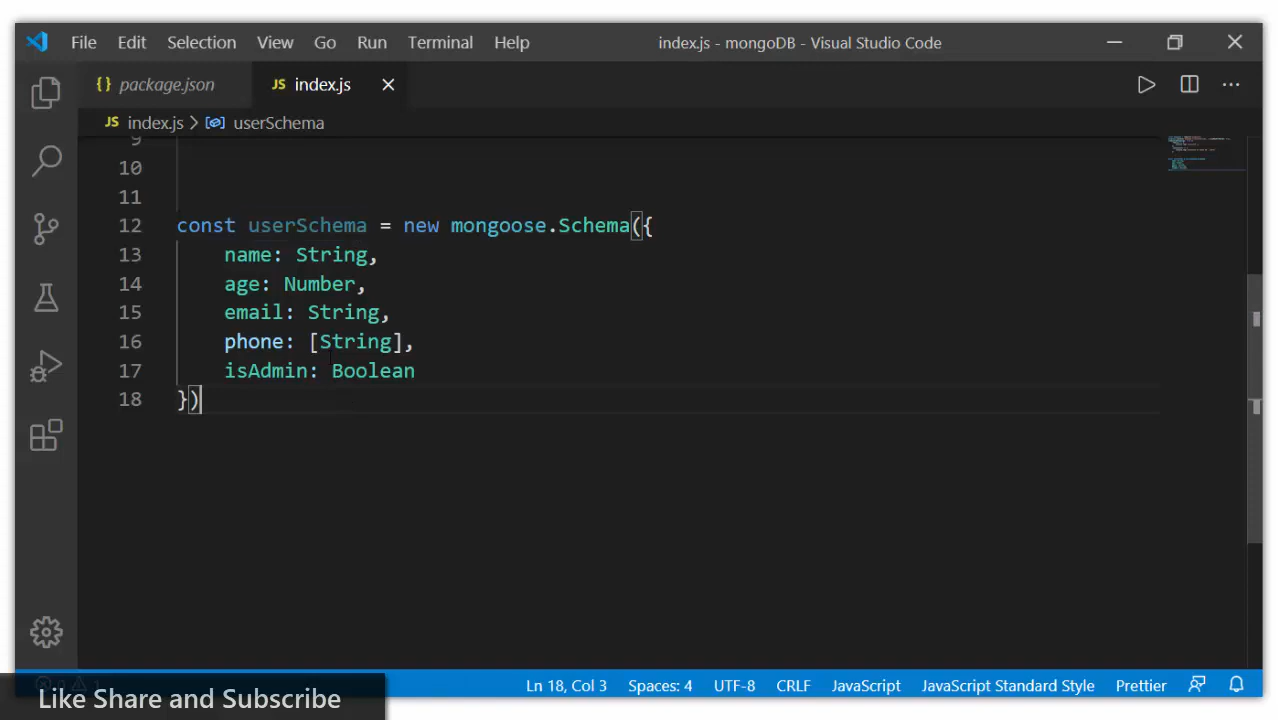 File Edit Selection View Go Run Terminal Help index.js - mongoDB - Visual Studio Code
{} package.json JS index.js
JS index.js > userSchema
9
10
11
12 const userSchema = new mongoose.Schema({
13 name: String,
14 age: Number,
15 email: String,
16 phone: [String],
17 isAdmin: Boolean
18 })
Ln 18, Col 3 Spaces: 4 UTF-8 CRLF JavaScript JavaScript Standard Style Prettier
Like Share and Subscribe